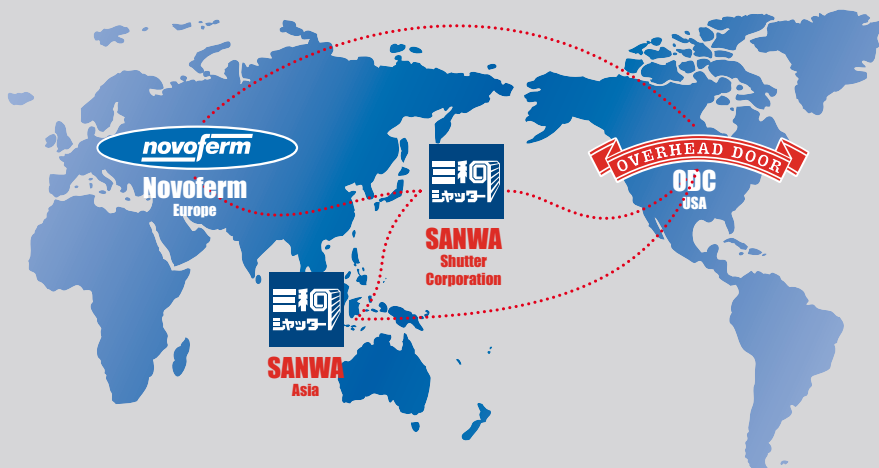 novoferm
Novoferm
Europe
三和
シャッター
SANWA
Shutter
Corporation
OVERHEAD DOOR
ODC
USA
三和
シャッター
SANWA
Asia